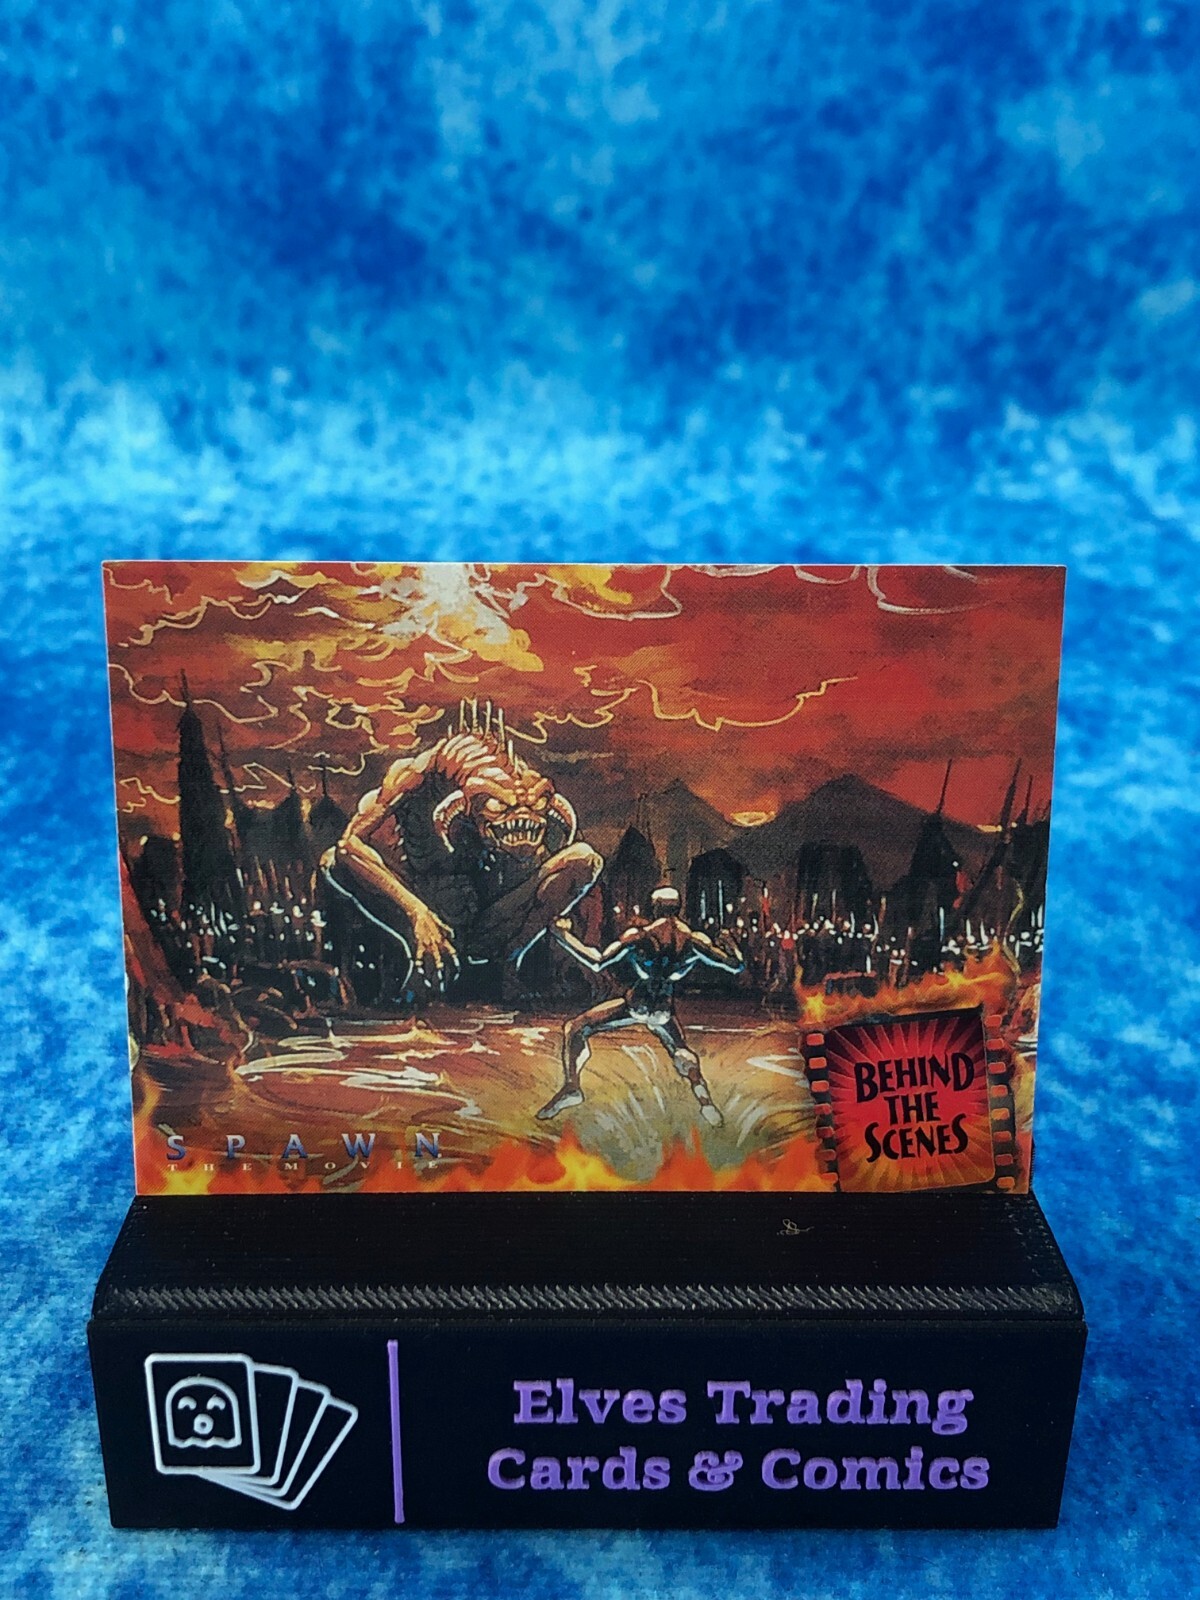 SPAWN
THE MOVIE
BEHIND
THE
SCENES
Elves Trading
Cards & Comics